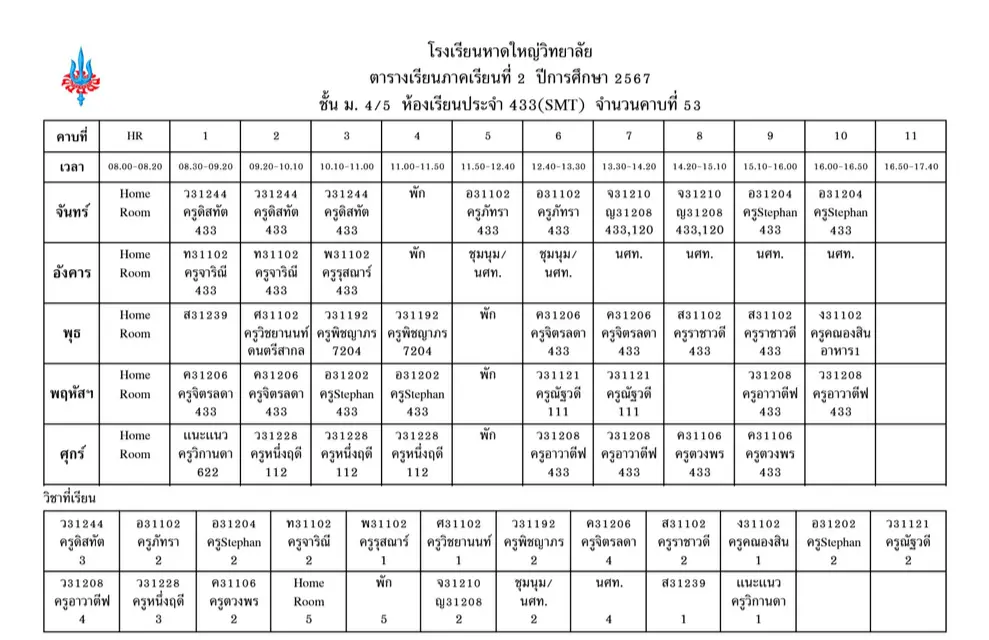 โรงเรียนหาดใหญ่วิทยาลัย
ตารางเรียนภาคเรียนที่ 2 ปีการศึกษา 2567
ชั้น ม. 4/5 ห้องเรียนประจำ 433(SMT) จำนวนคาบที่ 53
คาบที่ HR 1 2 3 4 5 6 7 8 9 10 11
เวลา 08.00-08.20 08.30-09.20 09.20-10.10 10.10-11.00 11.00-11.50 11.50-12.40 12.40-13.30 13.30-14.20 14.20-15.10 15.10-16.00 16.00-16.50 16.50-17.40
Home ว31244 ว31244 ว31244 พัก อ31102 อ31102 จ31210 จ31210 อ31204 อ31204
จันทร์ Room ครูดิสทัต ครูดิสทัต ครูดิสทัต ครูภัทรา ครูภัทรา ญ31208 ญ31208 ครูStephan ครูStephan
433 433 433 433 433 433,120 433,120 433 433
Home ท31102 ท31102 พ31102 พัก ชุมนุม/ ชุมนุม/ นศท. นศท. นศท. นศท.
อังคาร Room ครูจาริณี ครูจาริณี ครูรุสณาร์ นศท. นศท.
433 433 433
Home ส31239 ศ31102 ว31192 ว31192 พัก ค31206 ค31206 ส31102 ส31102 ง31102
พุธ Room ครูวิชยานนท์ ครูพิชญาภร ครูพิชญาภร ครูจิตรลดา ครูจิตรลดา ครูราชาวดี ครูราชาวดี ครูคณองสิน
ดนตรีสากล 7204 7204 433 433 433 433 อาหาร1
Home ค31206 ค31206 อ31202 อ31202 พัก ว31121 ว31121 ว31208 ว31208
พฤหัสฯ Room ครูจิตรลดา ครูจิตรลดา ครูStephan ครูStephan ครูณัฐวดี ครูณัฐวดี ครูอาวาตีฟ ครูอาวาตีฟ
433 433 433 433 111 111 433 433
Home แนะแนว ว31228 ว31228 ว31228 พัก ว31208 ว31208 ค31106 ค31106
ศุกร์ Room ครูวิกานดา ครูหนึ่งฤดี ครูหนึ่งฤดี ครูหนึ่งฤดี ครูอาวาตีฟ ครูอาวาตีฟ ครูดวงพร ครูดวงพร
622 112 112 112 433 433 433 433
วิชาที่เรียน
ว31244 อ31102 อ31204 ท31102 พ31102 ศ31102 ว31192 ค31206 ส31102 ง31102 อ31202 ว31121
ครูดิสทัต ครูภัทรา ครูStephan ครูจาริณี ครูรุสณาร์ ครูวิชยานนท์ ครูพิชญาภร ครูจิตรลดา ครูราชาวดี ครูคณองสิน ครูStephan ครูณัฐวดี
3 2 2 2 1 1 2 4 2 1 2 2
ว31208 ว31228 ค31106 Home พัก จ31210 ชุมนุม/ นศท. ส31239 แนะแนว
ครูอาวาตีฟ ครูหนึ่งฤดี ครูดวงพร Room ญ31208 นศท. ครูวิกานดา
4 3 2 5 5 2 2 4 1 1